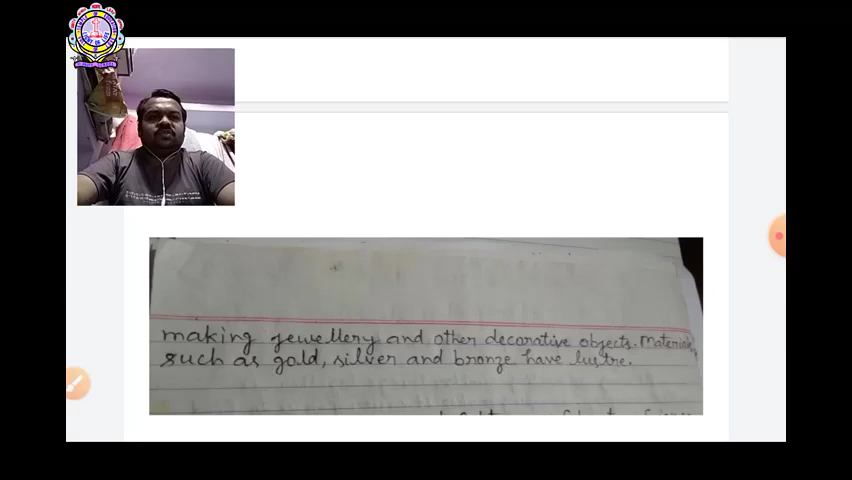 making jewellery and other decorative objects. Materials
such as gold, silver and bronze have lustre.